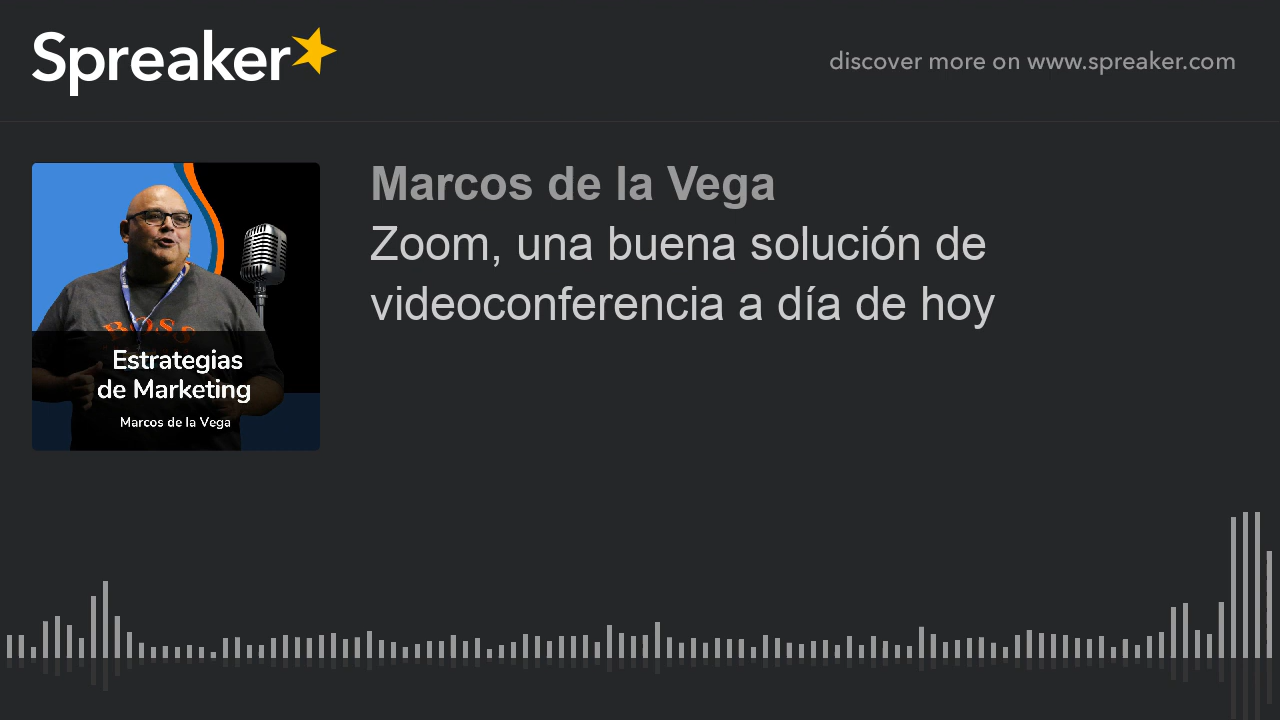 Spreaker
discover more on www.spreaker.com
Marcos de la Vega
Zoom, una buena solución de
videoconferencia a día de hoy
BOSS
Estrategias
de Marketing
Marcos de la Vega